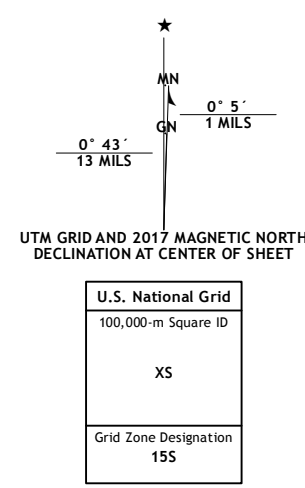 ★
MN
GN
0° 5´
1 MILS
0° 43´
13 MILS
UTM GRID AND 2017 MAGNETIC NORTH
DECLINATION AT CENTER OF SHEET
U.S. National Grid
100,000-m Square ID
XS
Grid Zone Designation
15S